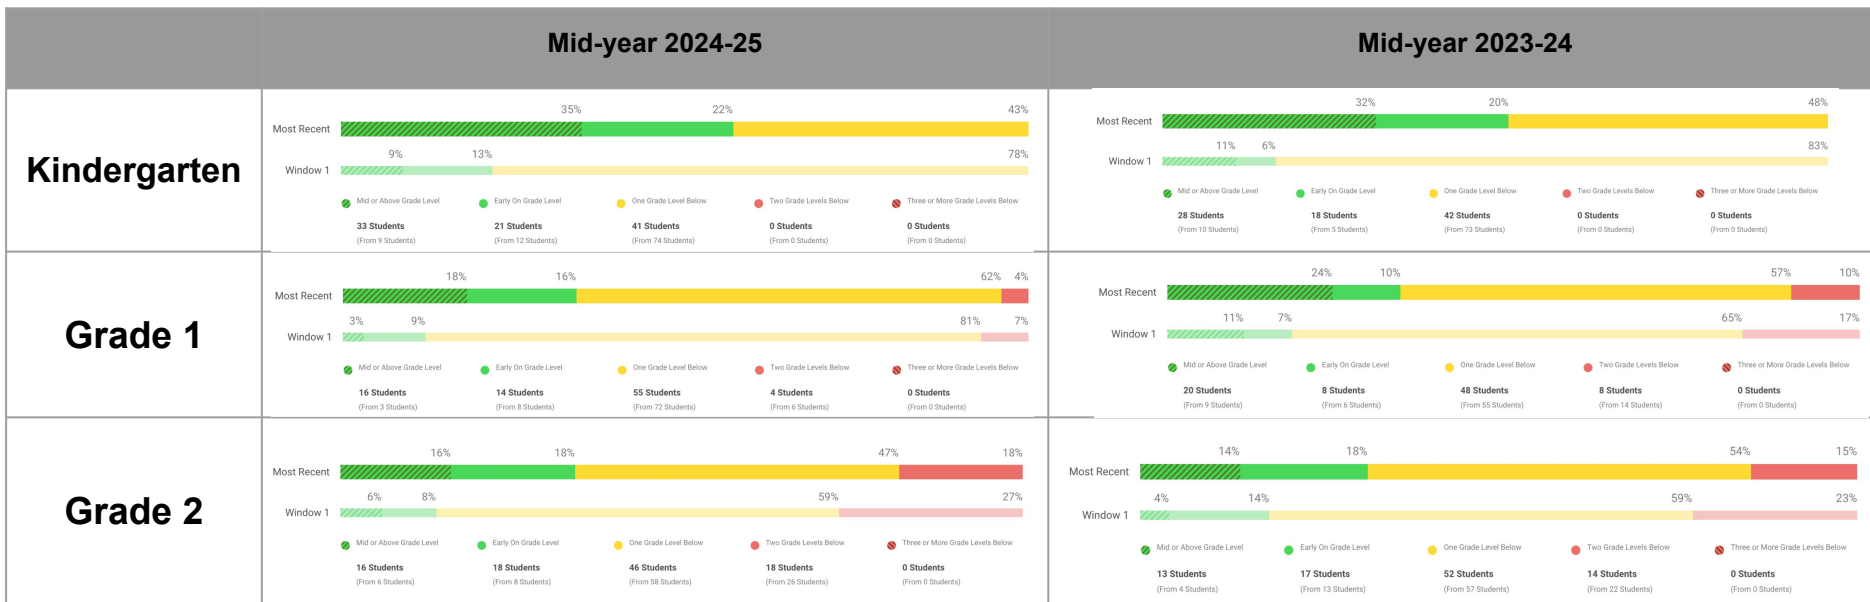 Mid-year 2024-25 Mid-year 2023-24
Kindergarten
35% 22% 43%
Most Recent
9% 13% 78%
Window 1
Mid or Above Grade Level Early On Grade Level One Grade Level Below Two Grade Levels Below Three or More Grade Levels Below
33 Students 21 Students 41 Students 0 Students 0 Students
(From 9 Students) (From 12 Students) (From 74 Students) (From 0 Students) (From 0 Students)
32% 20% 48%
Most Recent
11% 6% 83%
Window 1
Mid or Above Grade Level Early On Grade Level One Grade Level Below Two Grade Levels Below Three or More Grade Levels Below
28 Students 18 Students 42 Students 0 Students 0 Students
(From 10 Students) (From 5 Students) (From 73 Students) (From 0 Students) (From 0 Students)
Grade 1
18% 16% 62% 4%
Most Recent
3% 9% 81% 7%
Window 1
Mid or Above Grade Level Early On Grade Level One Grade Level Below Two Grade Levels Below Three or More Grade Levels Below
16 Students 14 Students 55 Students 4 Students 0 Students
(From 3 Students) (From 8 Students) (From 72 Students) (From 6 Students) (From 0 Students)
24% 10% 57% 10%
Most Recent
11% 7% 65% 17%
Window 1
Mid or Above Grade Level Early On Grade Level One Grade Level Below Two Grade Levels Below Three or More Grade Levels Below
20 Students 8 Students 48 Students 8 Students 0 Students
(From 9 Students) (From 6 Students) (From 55 Students) (From 14 Students) (From 0 Students)
Grade 2
16% 18% 47% 18%
Most Recent
6% 8% 59% 27%
Window 1
Mid or Above Grade Level Early On Grade Level One Grade Level Below Two Grade Levels Below Three or More Grade Levels Below
16 Students 18 Students 46 Students 18 Students 0 Students
(From 6 Students) (From 8 Students) (From 58 Students) (From 26 Students) (From 0 Students)
14% 18% 54% 15%
Most Recent
4% 14% 59% 23%
Window 1
Mid or Above Grade Level Early On Grade Level One Grade Level Below Two Grade Levels Below Three or More Grade Levels Below
13 Students 17 Students 52 Students 14 Students 0 Students
(From 4 Students) (From 13 Students) (From 57 Students) (From 22 Students) (From 0 Students)